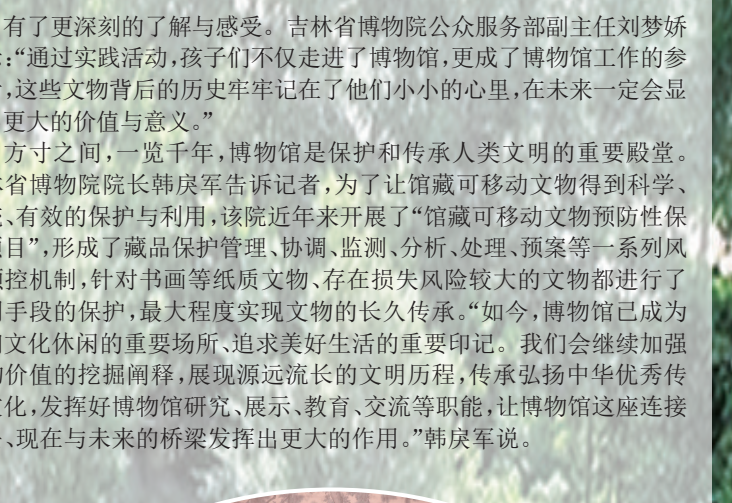 有了更深刻的了解与感受。吉林省博物院公众服务部副主任刘梦娇
:“通过实践活动,孩子们不仅走进了博物馆,更成了博物馆工作的参
,这些文物背后的历史牢牢记在了他们小小的心里,在未来一定会显
更大的价值与意义。”
方寸之间,一览千年,博物馆是保护和传承人类文明的重要殿堂。
省博物院院长韩戾军告诉记者,为了让馆藏可移动文物得到科学、
、有效的保护与利用,该院近年来开展了“馆藏可移动文物预防性保
项目”,形成了藏品保护管理、协调、监测、分析、处理、预案等一系列风
预控机制,针对书画等纸质文物、存在损失风险较大的文物都进行了
手段的保护,最大程度实现文物的长久传承。“如今,博物馆已成为
文化休闲的重要场所、追求美好生活的重要印记。我们会继续加强
价值的挖掘阐释,展现源远流长的文明历程,传承弘扬中华优秀传
文化,发挥好博物馆研究、展示、教育、交流等职能,让博物馆这座连接
、现在与未来的桥梁发挥出更大的作用。”韩戾军说。